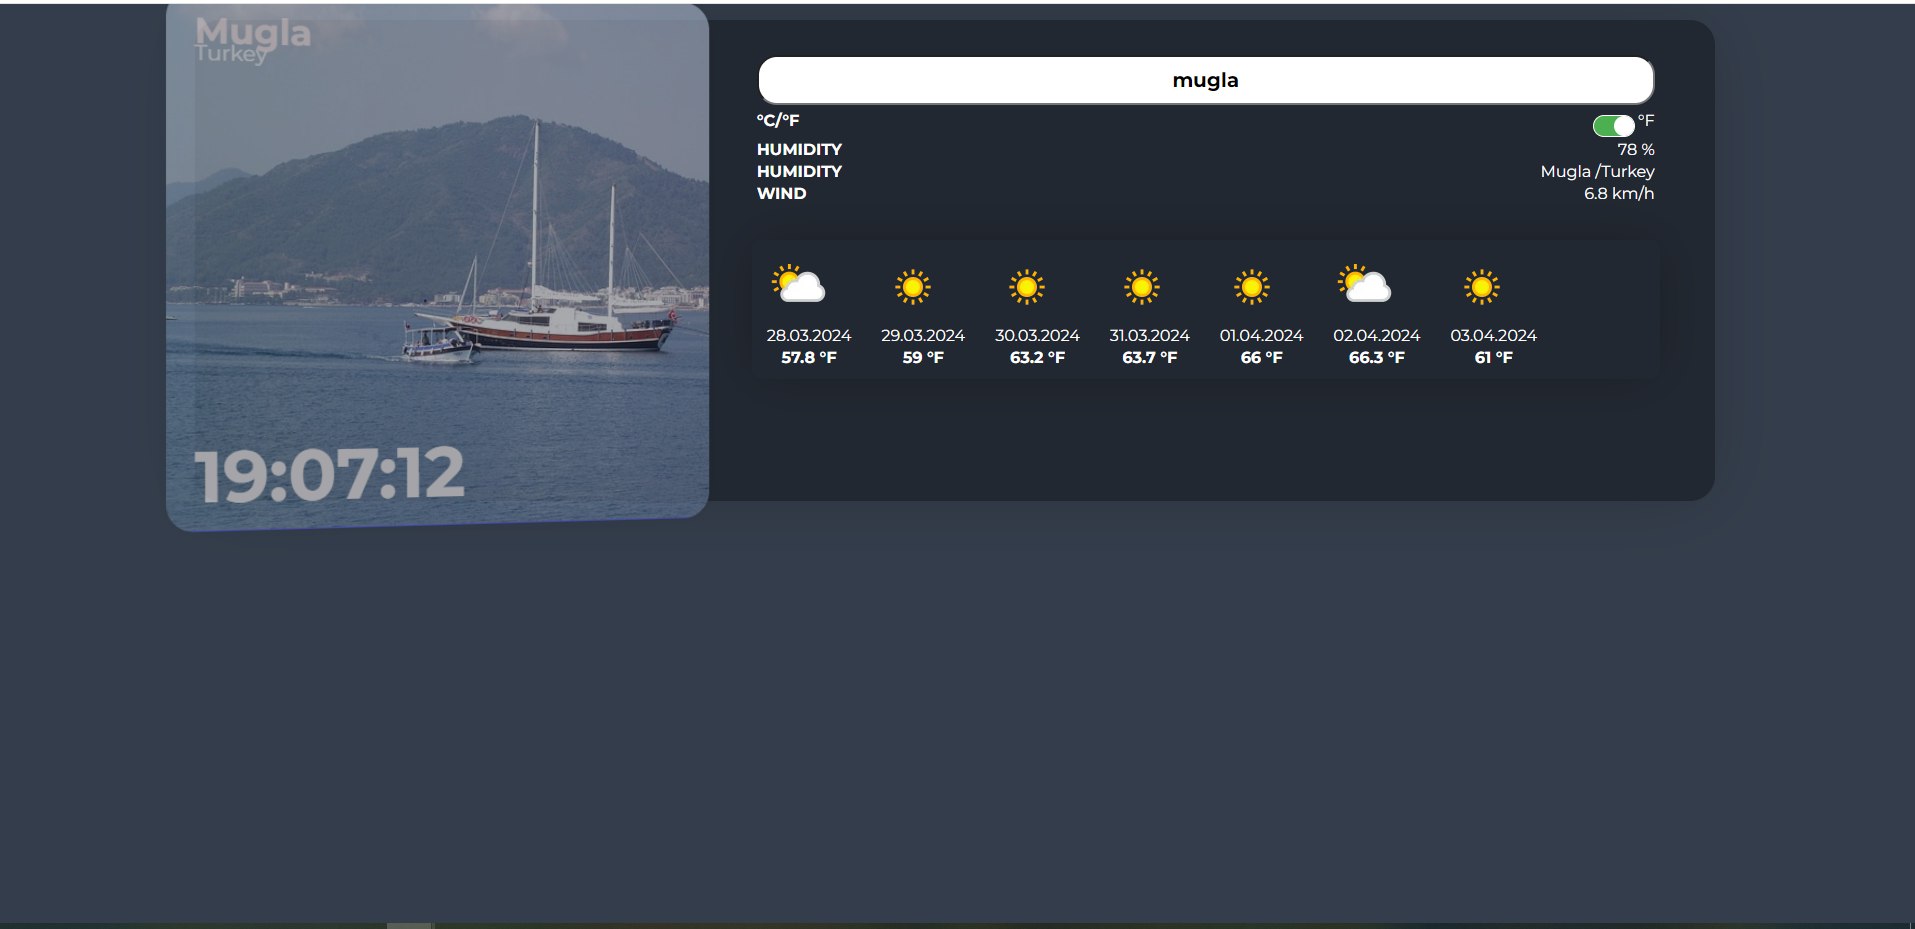 Mugla
Turkey
19:07:12
mugla
°C/°F °F
HUMIDITY 78 %
HUMIDITY Mugla /Turkey
WIND 6.8 km/h
28.03.2024 29.03.2024 30.03.2024 31.03.2024 01.04.2024 02.04.2024 03.04.2024
57.8 °F 59 °F 63.2 °F 63.7 °F 66 °F 66.3 °F 61 °F